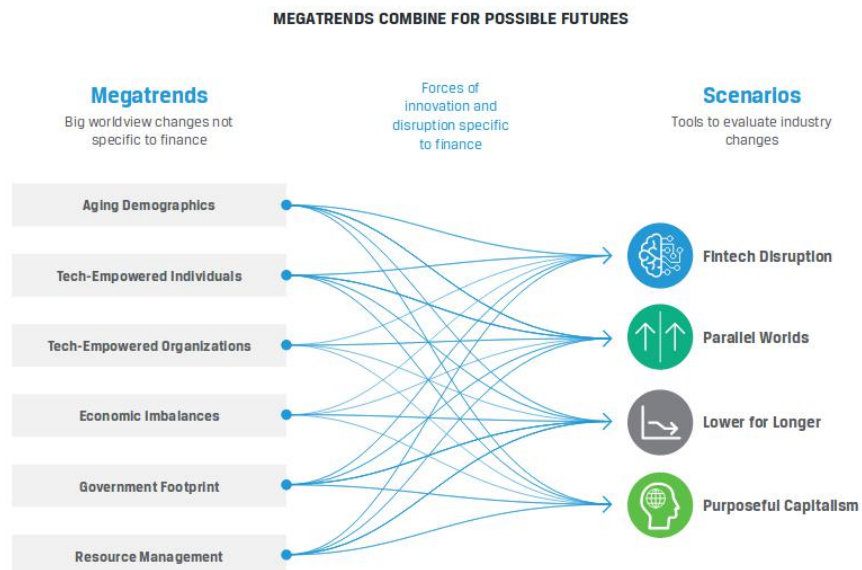 MEGATRENDS COMBINE FOR POSSIBLE FUTURES
Megatrends
Big worldview changes not
specific to finance
Forces of
innovation and
disruption specific
to finance
Scenarios
Tools to evaluate industry
changes
Aging Demographics
Tech-Empowered Individuals
Tech-Empowered Organizations
Economic Imbalances
Government Footprint
Resource Management
Fintech Disruption
Parallel Worlds
Lower for Longer
Purposeful Capitalism